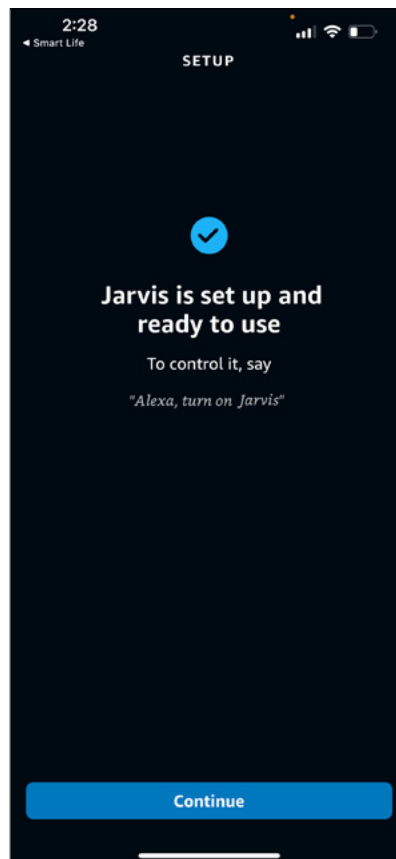 2:28
◀ Smart Life
SETUP
Jarvis is set up and
ready to use
To control it, say
"Alexa, turn on Jarvis"
Continue